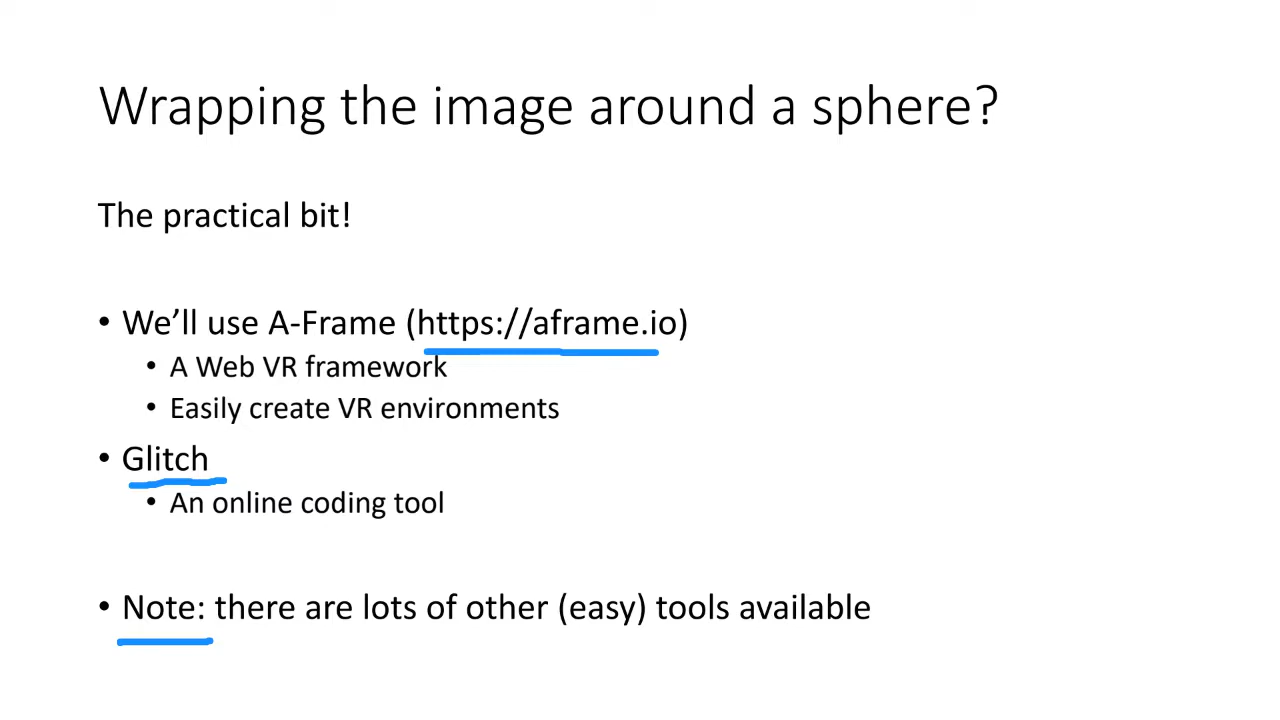 Wrapping the image around a sphere?
The practical bit!
• We’ll use A-Frame (https://aframe.io)
• A Web VR framework
• Easily create VR environments
• Glitch
• An online coding tool
• Note: there are lots of other (easy) tools available